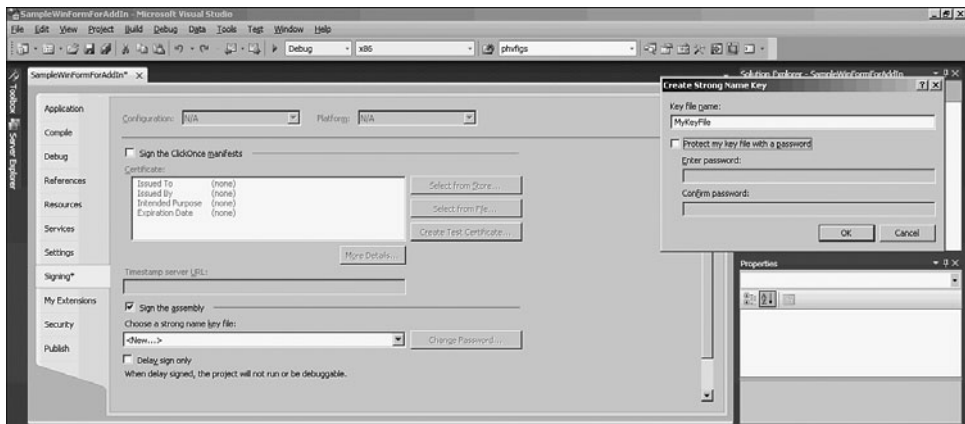 SampleWinFormForAddIn - Microsoft Visual Studio
File Edit View Project Build Debug Data Tools Test Window Help
Debug x86 phvfigs
Toolbox
Server Explorer
SampleWinFormForAddIn* X
Application
Compile
Debug
References
Resources
Services
Settings
Signing*
My Extensions
Security
Publish
Configuration: N/A Platform: N/A
Sign the ClickOnce manifests
Certificate:
Issued To (none)
Issued By (none)
Intended Purpose (none)
Expiration Date (none)
Select from Store...
Select from File...
Create Test Certificate...
More Details...
Timestamp server URL:
Sign the assembly
Choose a strong name key file:
<New...>
Change Password...
Delay sign only
When delay signed, the project will not run or be debuggable.
Solution Explorer - SampleWinFormForAddIn
Create Strong Name Key
Key file name:
MyKeyFile
Protect my key file with a password
Enter password:
Confirm password:
OK Cancel
Properties